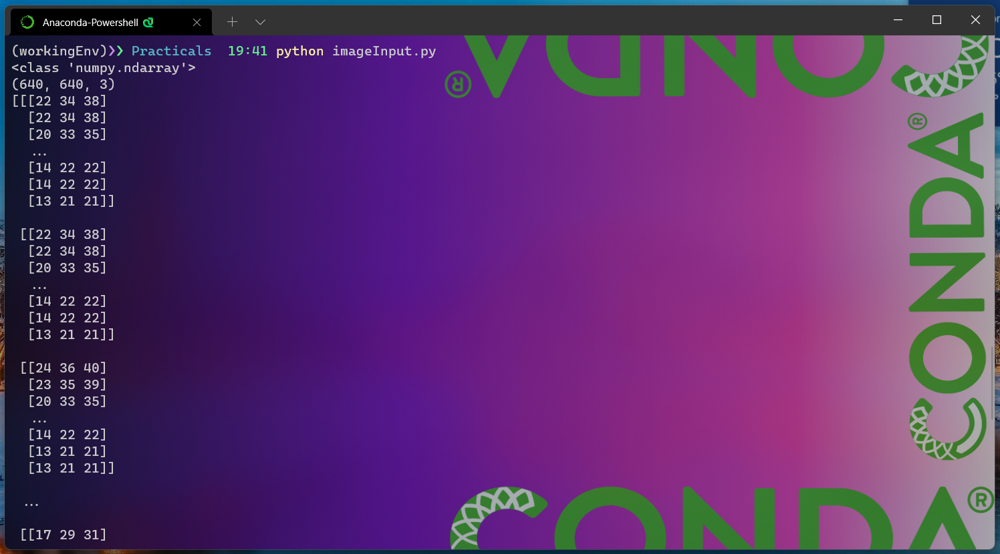 Anaconda-Powershell
(workingEnv)❯❯ Practicals  19:41 python imageInput.py
<class 'numpy.ndarray'>
(640, 640, 3)
[[[22 34 38]
  [22 34 38]
  [20 33 35]
  ...
  [14 22 22]
  [14 22 22]
  [13 21 21]]
 [[22 34 38]
  [22 34 38]
  [20 33 35]
  ...
  [14 22 22]
  [14 22 22]
  [13 21 21]]
 [[24 36 40]
  [23 35 39]
  [20 33 35]
  ...
  [14 22 22]
  [13 21 21]
  [13 21 21]]
 ...
 [[17 29 31]
CONDA®
CONDA®
CONDA®